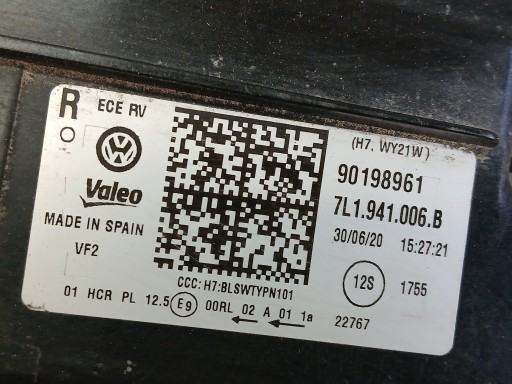 R ECE RV
(H7. WY21W)
90198961
Valeo
7L1.941.006.B
MADE IN SPAIN
30/06/20 15:27:21
VF2
12S 1755
CCC: H7:BLSWTYPN101
01 HCR PL 12.5 E9 00RL 02 A 01 1a
22767